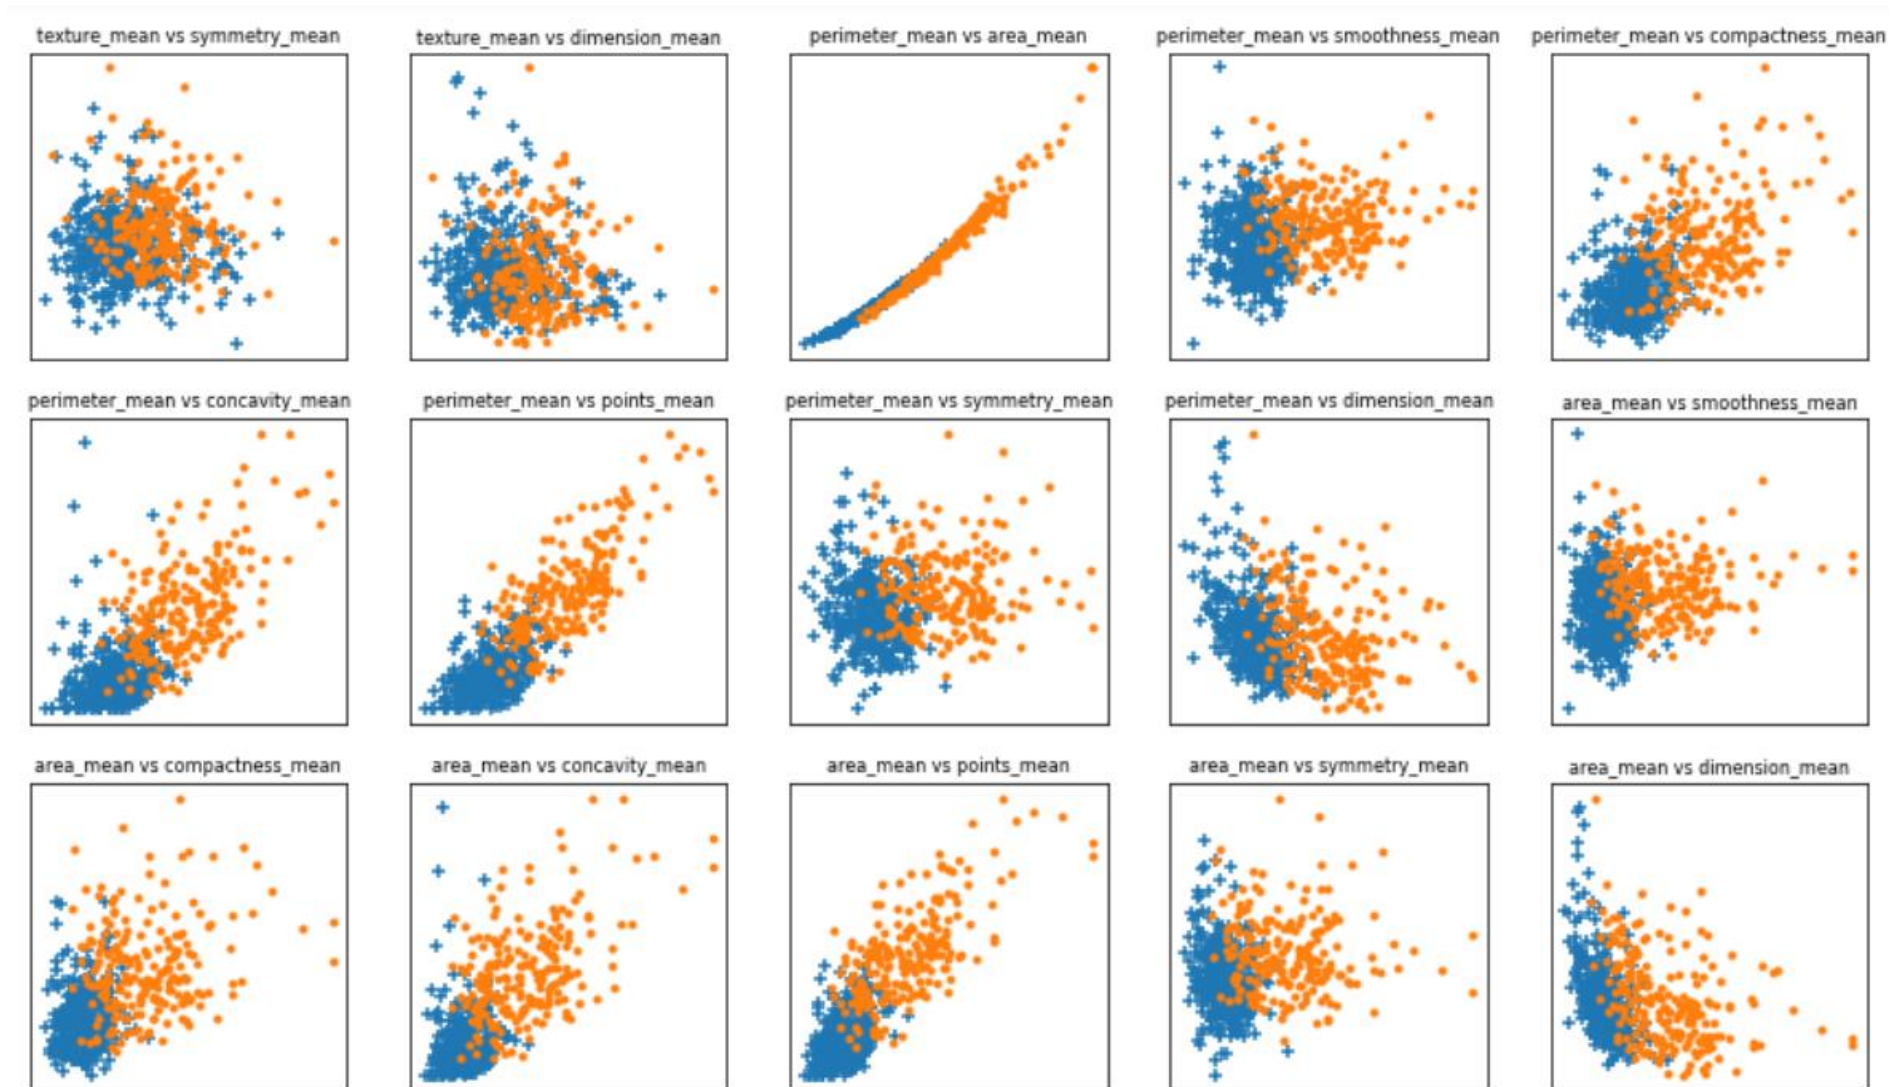 texture_mean vs symmetry_mean
texture_mean vs dimension_mean
perimeter_mean vs area_mean
perimeter_mean vs smoothness_mean
perimeter_mean vs compactness_mean
perimeter_mean vs concavity_mean
perimeter_mean vs points_mean
perimeter_mean vs symmetry_mean
perimeter_mean vs dimension_mean
area_mean vs smoothness_mean
area_mean vs compactness_mean
area_mean vs concavity_mean
area_mean vs points_mean
area_mean vs symmetry_mean
area_mean vs dimension_mean